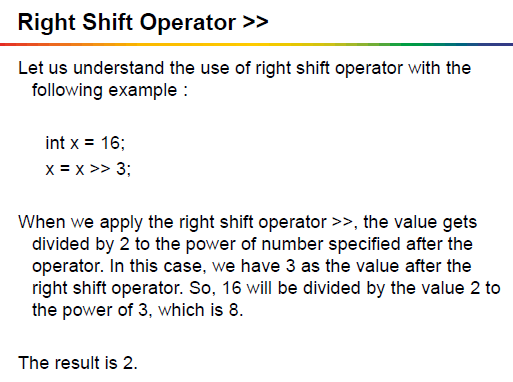 Right Shift Operator >>
Let us understand the use of right shift operator with the
following example :
int x = 16;
x = x >> 3;
When we apply the right shift operator >>, the value gets
divided by 2 to the power of number specified after the
operator. In this case, we have 3 as the value after the
right shift operator. So, 16 will be divided by the value 2 to
the power of 3, which is 8.
The result is 2.